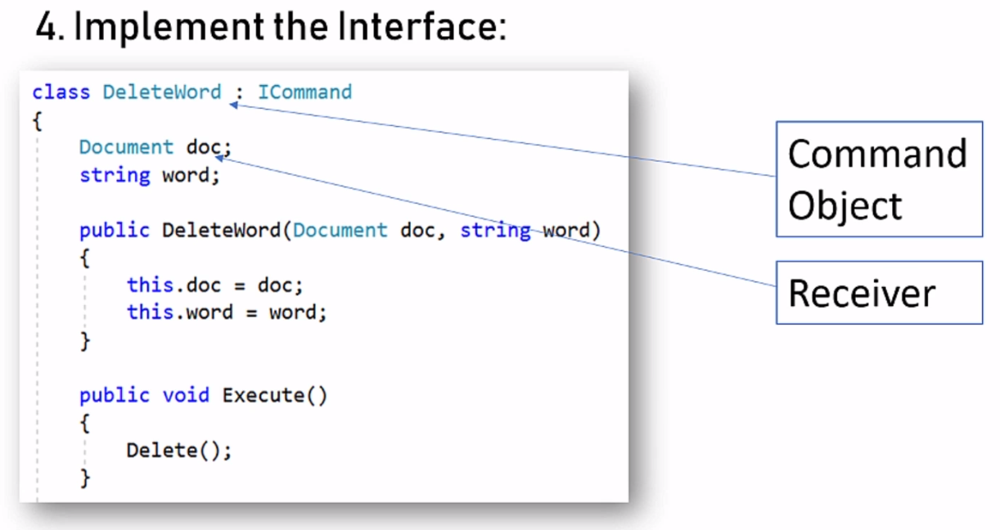 4. Implement the Interface:
class DeleteWord : ICommand
{
Document doc;
string word;
public DeleteWord(Document doc, string word)
{
this.doc = doc;
this.word = word;
}
public void Execute()
{
Delete();
}
Command
Object
Receiver